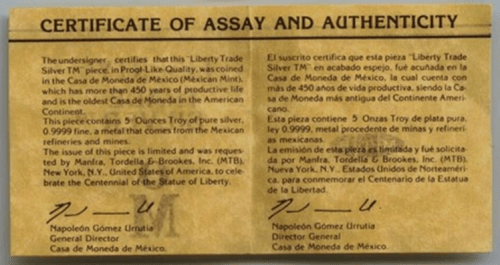 CERTIFICATE OF ASSAY AND AUTHENTICITY
The undersigner certifies that this "Liberty Trade
Silver TM" piece, in Proof-Like-Quality, was coined
in the Casa de Moneda de México (Mexican Mint),
which has more than 450 years of productive life
and is the oldest Casa de Moneda in the American
Continent.
This piece contains 5 Ounces Troy of pure silver,
0.9999 fine, a metal that comes from the Mexican
refineries and mines.
The issue of this piece is limited and was reques-
ted by Manfra, Tordella & Brookes, Inc. (MTB),
New York, N.Y., United States of America, to cele-
brate the Centennial of the Statue of Liberty.
Napoleón Gómez Urrutia
General Director
Casa de Moneda de México.
El suscrito certifica que esta pieza "Liberty Trade
Silver TM" en acabado espejo, fué acuñada en la
Casa de Moneda de México, la cual cuenta con
más de 450 años de vida productiva, siendo la Ca-
sa de Moneda más antigua del Continente Ameri-
cano.
Esta pieza contiene 5 Onzas Troy de plata pura,
ley 0.9999, metal procedente de minas y refinerí-
as mexicanas.
La emisión de esta pieza es limitada y fué solicita-
da por Manfra, Tordella & Brookes, Inc. (MTB),
Nueva York, N.Y., Estados Unidos de Norteaméri-
ca, para conmemorar el Centenario de la Estatua
de la Libertad.
Napoleón Gómez Urrutia
Director General
Casa de Moneda de México.